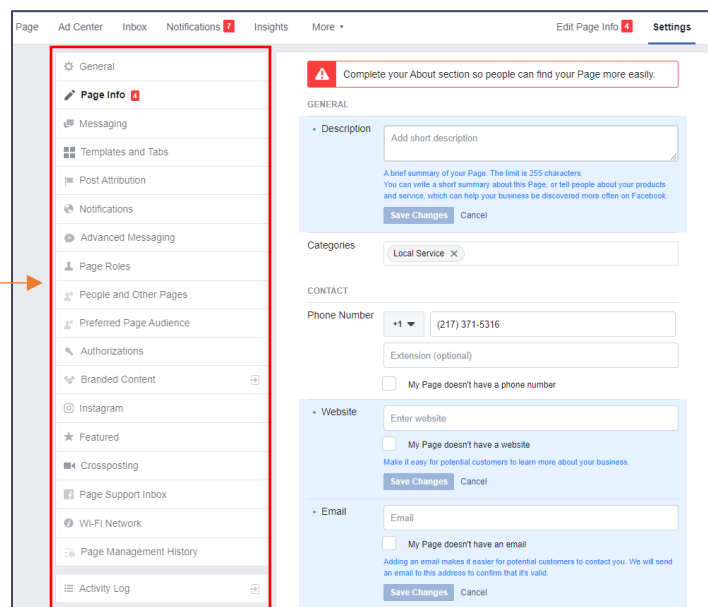 Page Ad Center Inbox Notifications 7 Insights More Edit Page Info 4 Settings
General
Page Info 4
Messaging
Templates and Tabs
Post Attribution
Notifications
Advanced Messaging
Page Roles
People and Other Pages
Preferred Page Audience
Authorizations
Branded Content
Instagram
Featured
Crossposting
Page Support Inbox
Wi-Fi Network
Page Management History
Activity Log
Complete your About section so people can find your Page more easily.
GENERAL
Description
Add short description
A brief summary of your Page. The limit is 255 characters.
You can write a short summary about this Page, or tell people about your products
and service, which can help your business be discovered more often on Facebook.
Save Changes Cancel
Categories
Local Service
CONTACT
Phone Number
+1 (217) 371-5316
Extension (optional)
My Page doesn't have a phone number
Website
Enter website
My Page doesn't have a website
Make it easy for potential customers to learn more about your business.
Save Changes Cancel
Email
Email
My Page doesn't have an email
Adding an email makes it easier for potential customers to contact you. We will send
an email to this address to confirm that it's valid.
Save Changes Cancel